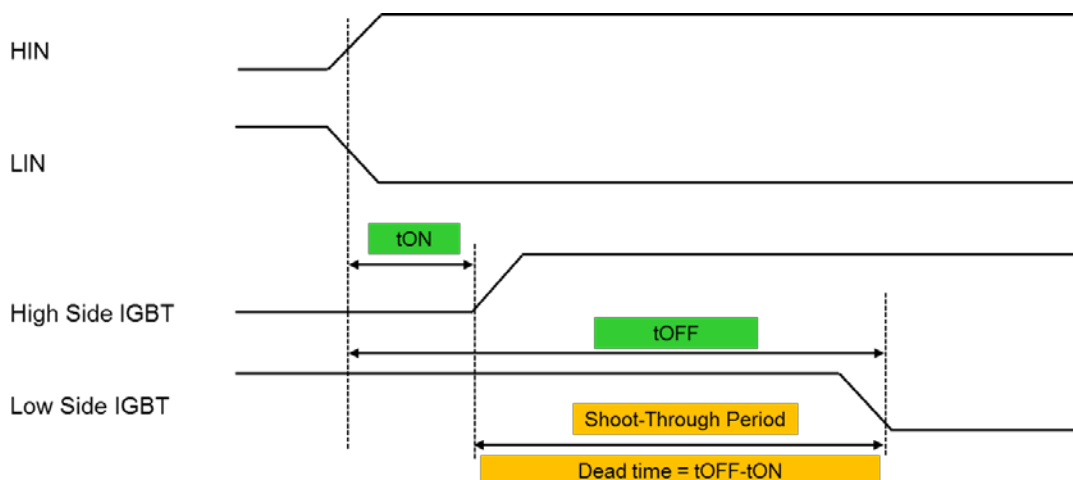 HIN
LIN
tON
High Side IGBT
tOFF
Low Side IGBT
Shoot-Through Period
Dead time = tOFF-tON